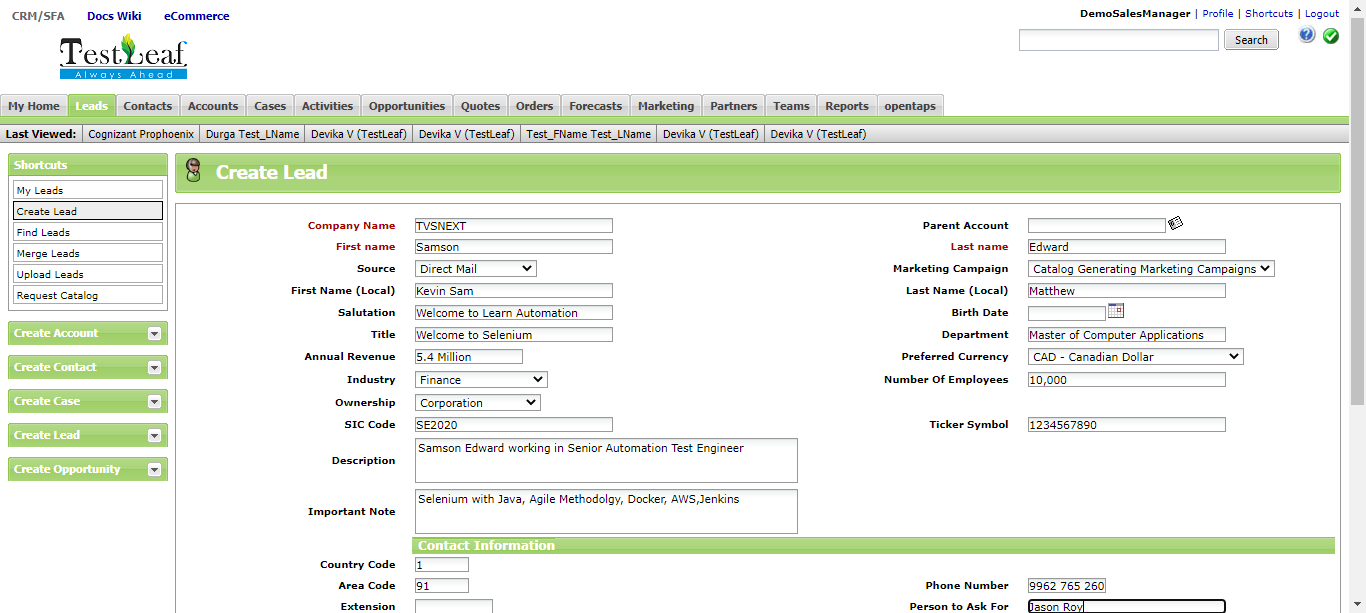 CRM/SFA Docs Wiki eCommerce
DemoSalesManager | Profile | Shortcuts | Logout
TestLeaf
Always Ahead
Search
My Home Leads Contacts Accounts Cases Activities Opportunities Quotes Orders Forecasts Marketing Partners Teams Reports opentaps
Last Viewed: Cognizant Prophoenix Durga Test_LName Devika V (TestLeaf) Devika V (TestLeaf) Test_FName Test_LName Devika V (TestLeaf) Devika V (TestLeaf)
Shortcuts
My Leads
Create Lead
Find Leads
Merge Leads
Upload Leads
Request Catalog
Create Account
Create Contact
Create Case
Create Lead
Create Opportunity
Create Lead
Company Name TVSNEXT Parent Account
First name Samson Last name Edward
Source Direct Mail Marketing Campaign Catalog Generating Marketing Campaigns
First Name (Local) Kevin Sam Last Name (Local) Matthew
Salutation Welcome to Learn Automation Birth Date
Title Welcome to Selenium Department Master of Computer Applications
Annual Revenue 5.4 Million Preferred Currency CAD - Canadian Dollar
Industry Finance Number Of Employees 10,000
Ownership Corporation
SIC Code SE2020 Ticker Symbol 1234567890
Description Samson Edward working in Senior Automation Test Engineer
Important Note Selenium with Java, Agile Methodolgy, Docker, AWS,Jenkins
Contact Information
Country Code 1
Area Code 91 Phone Number 9962 765 260
Extension Person to Ask For Jason Roy